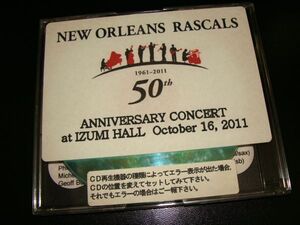 NEW ORLEANS RASCALS
1961-2011
50th
ANNIVERSARY CONCERT
at IZUMI HALL October 16, 2011
Geoff
sax)
sb)
CD再生機器の種類によってエラー表示が出た場合、
CDの位置を変えてセットしてみて下さい。
それでもエラーの場合はご一報下さい。